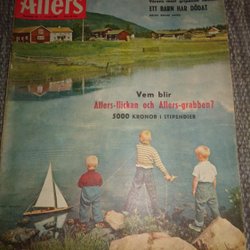 Allers
ETT BARN HAR DÖDAT
Vem blir
Allers-flickan och Allers-grabben?
5000 KRONOR I STIPENDIER